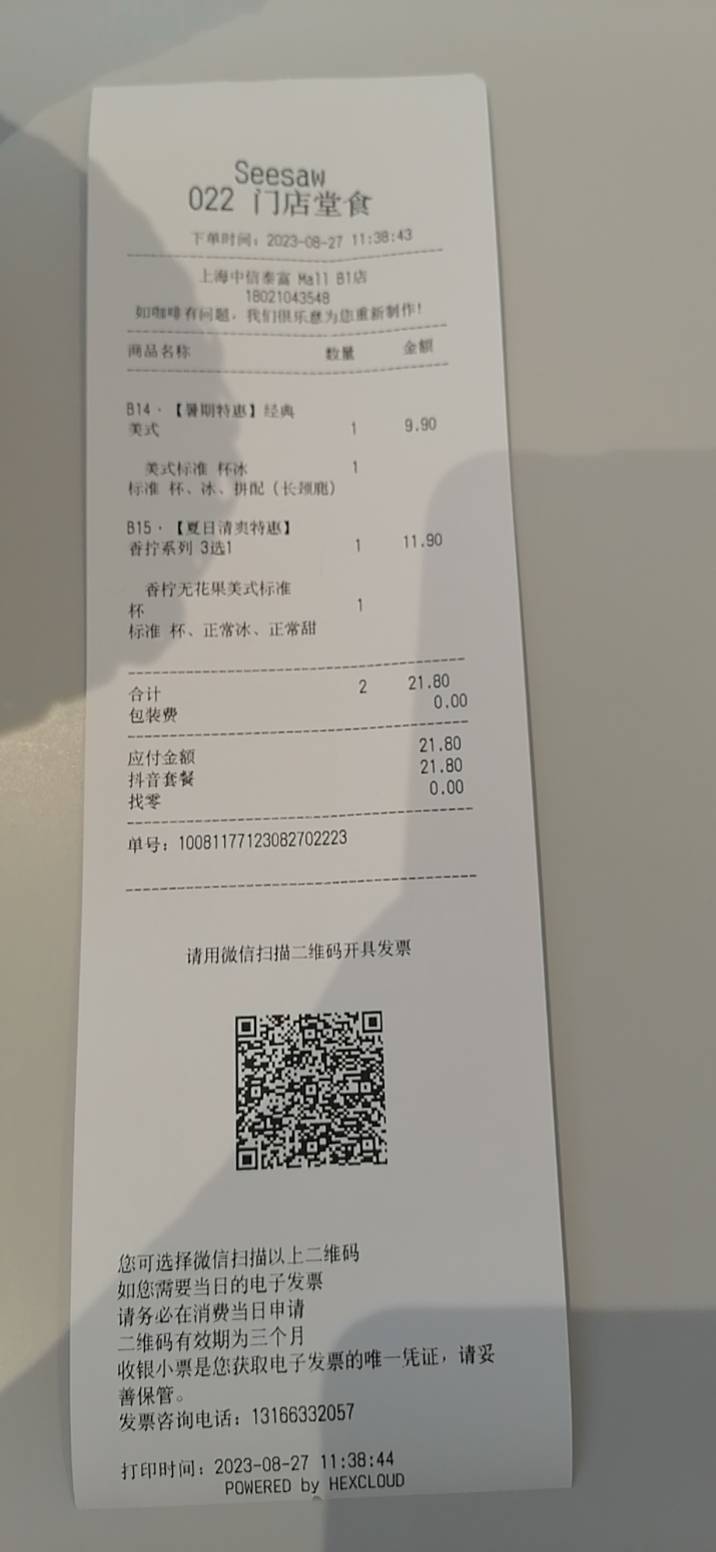 Seesaw
022 门店堂食
下单时间：2023-08-27 11:38:43
上海中信泰富 Mall B1店
18021043548
如咖啡有问题，我们很乐意为您重新制作！
商品名称 数量 金额
B14·【暑期特惠】经典
美式 1 9.90
美式标准 杯冰 1
标准 杯、冰、拼配（长颈鹿）
B15·【夏日清爽特惠】
香柠系列 3选1 1 11.90
香柠无花果美式标准
杯 1
标准 杯、正常冰、正常甜
合计 2 21.80
包装费 0.00
应付金额 21.80
抖音套餐 21.80
找零 0.00
单号：10081177123082702223
请用微信扫描二维码开具发票
您可选择微信扫描以上二维码
如您需要当日的电子发票
请务必在消费当日申请
二维码有效期为三个月
收银小票是您获取电子发票的唯一凭证，请妥
善保管。
发票咨询电话：13166332057
打印时间：2023-08-27 11:38:44
POWERED by HEXCLOUD